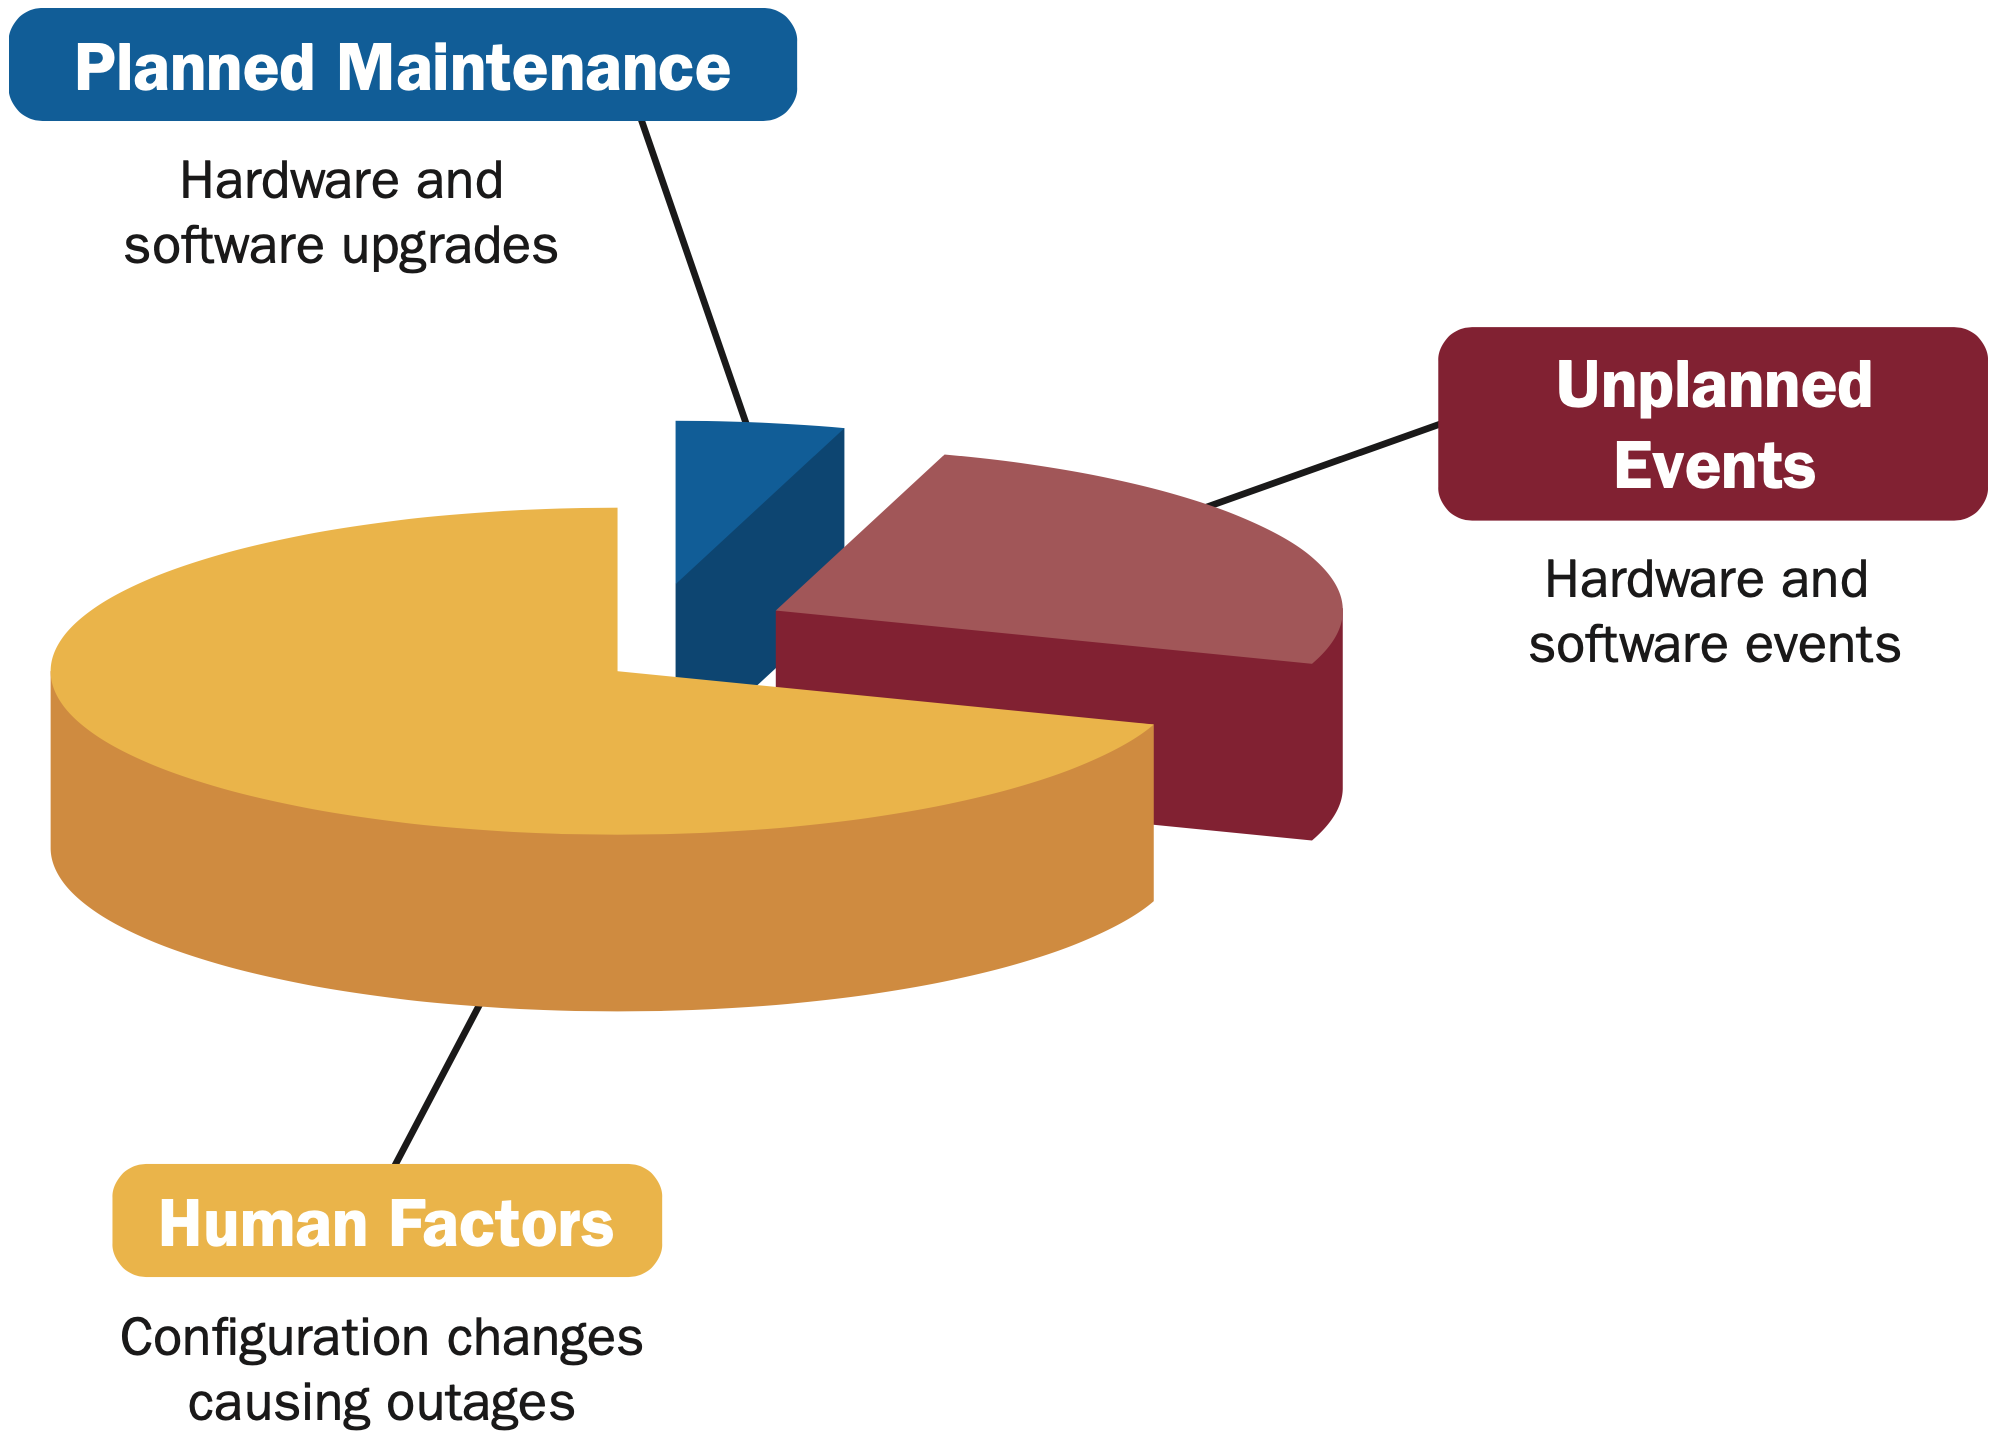 Planned Maintenance
Hardware and
software upgrades
Unplanned
Events
Hardware and
software events
Human Factors
Configuration changes
causing outages